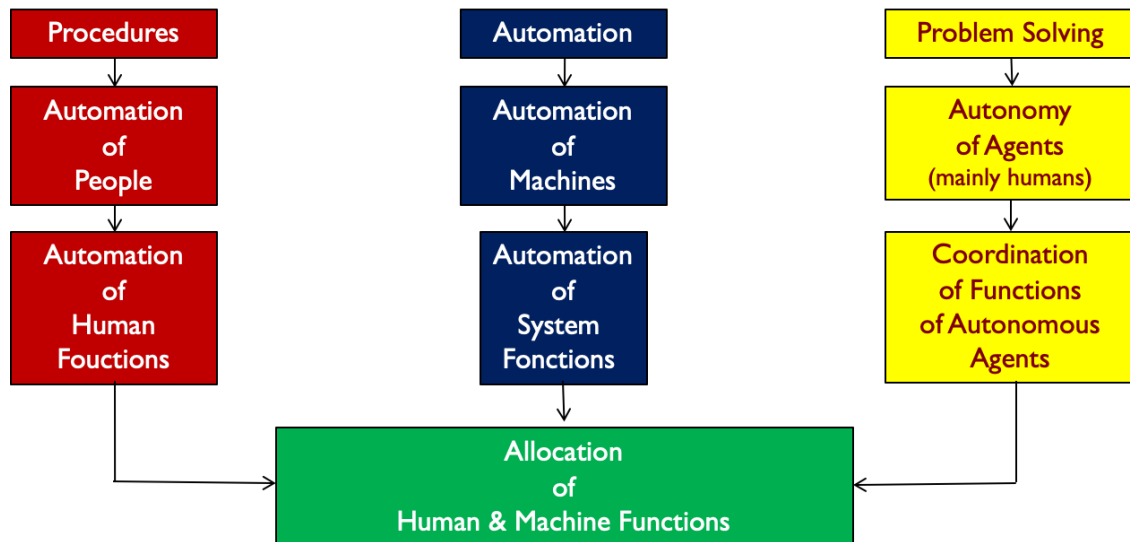 Procedures
Automation
of
People
Automation
of
Human
Fouctions
Automation
Automation
of
Machines
Automation
of
System
Fonctions
Problem Solving
Autonomy
of Agents
(mainly humans)
Coordination
of Functions
of Autonomous
Agents
Allocation
of
Human & Machine Functions